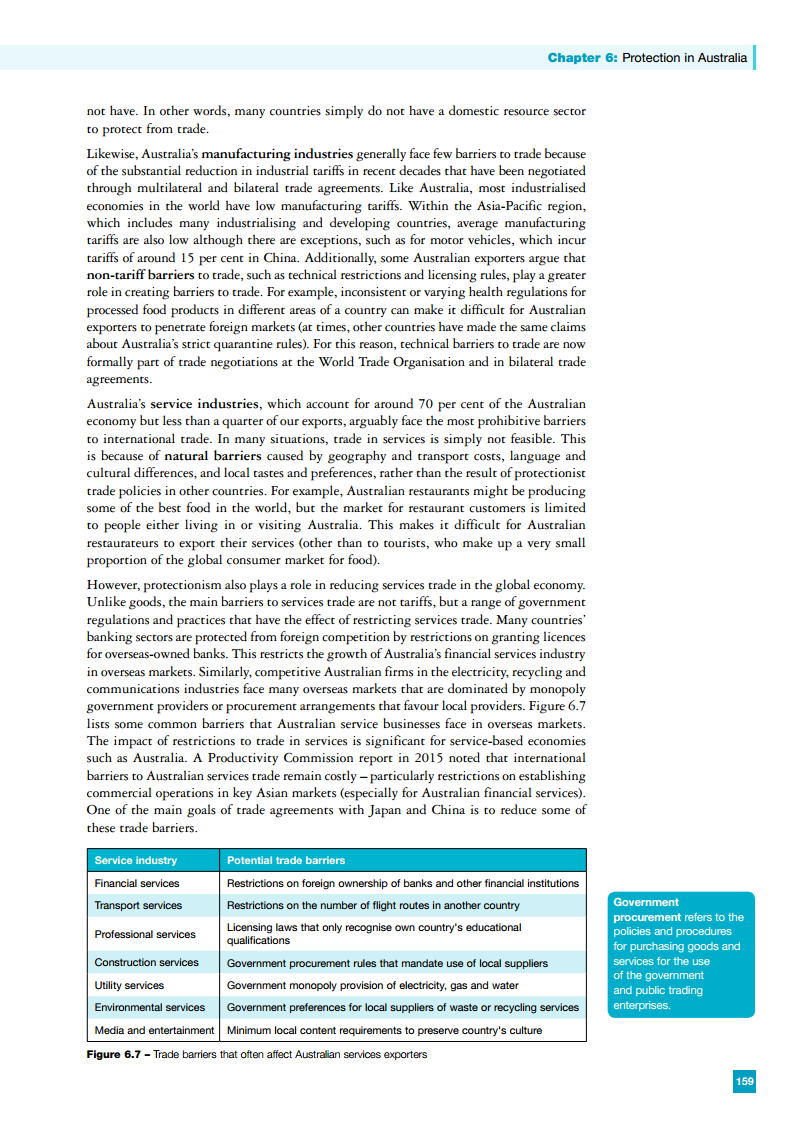 Chapter 6: Protection in Australia
not have. In other words, many countries simply do not have a domestic resource sector
to protect from trade.
Likewise, Australia's manufacturing industries generally face few barriers to trade because
of the substantial reduction in industrial tariffs in recent decades that have been negotiated
through multilateral and bilateral trade agreements. Like Australia, most industrialised
economies in the world have low manufacturing tariffs. Within the Asia-Pacific region,
which includes many industrialising and developing countries, average manufacturing
tariffs are also low although there are exceptions, such as for motor vehicles, which incur
tariffs of around 15 per cent in China. Additionally, some Australian exporters argue that
non-tariff barriers to trade, such as technical restrictions and licensing rules, play a greater
role in creating barriers to trade. For example, inconsistent or varying health regulations for
processed food products in different areas of a country can make it difficult for Australian
exporters to penetrate foreign markets (at times, other countries have made the same claims
about Australia's strict quarantine rules). For this reason, technical barriers to trade are now
formally part of trade negotiations at the World Trade Organisation and in bilateral trade
agreements.
Australia's service industries, which account for around 70 per cent of the Australian
economy but less than a quarter of our exports, arguably face the most prohibitive barriers
to international trade. In many situations, trade in services is simply not feasible. This
is because of natural barriers caused by geography and transport costs, language and
cultural differences, and local tastes and preferences, rather than the result of protectionist
trade policies in other countries. For example, Australian restaurants might be producing
some of the best food in the world, but the market for restaurant customers is limited
to people either living in or visiting Australia. This makes it difficult for Australian
restaurateurs to export their services (other than to tourists, who make up a very small
proportion of the global consumer market for food).
However, protectionism also plays a role in reducing services trade in the global economy.
Unlike goods, the main barriers to services trade are not tariffs, but a range of government
regulations and practices that have the effect of restricting services trade. Many countries'
banking sectors are protected from foreign competition by restrictions on granting licences
for overseas-owned banks. This restricts the growth of Australia's financial services industry
in overseas markets. Similarly, competitive Australian firms in the electricity, recycling and
communications industries face many overseas markets that are dominated by monopoly
government providers or procurement arrangements that favour local providers. Figure 6.7
lists some common barriers that Australian service businesses face in overseas markets.
The impact of restrictions to trade in services is significant for service-based economies
such as Australia. A Productivity Commission report in 2015 noted that international
barriers to Australian services trade remain costly – particularly restrictions on establishing
commercial operations in key Asian markets (especially for Australian financial services).
One of the main goals of trade agreements with Japan and China is to reduce some of
these trade barriers.
Service industry Potential trade barriers
Financial services Restrictions on foreign ownership of banks and other financial institutions
Transport services Restrictions on the number of flight routes in another country
Professional services Licensing laws that only recognise own country's educational
qualifications
Construction services Government procurement rules that mandate use of local suppliers
Utility services Government monopoly provision of electricity, gas and water
Environmental services Government preferences for local suppliers of waste or recycling services
Media and entertainment Minimum local content requirements to preserve country's culture
Figure 6.7 – Trade barriers that often affect Australian services exporters
Government
procurement refers to the
policies and procedures
for purchasing goods and
services for the use
of the government
and public trading
enterprises.
159